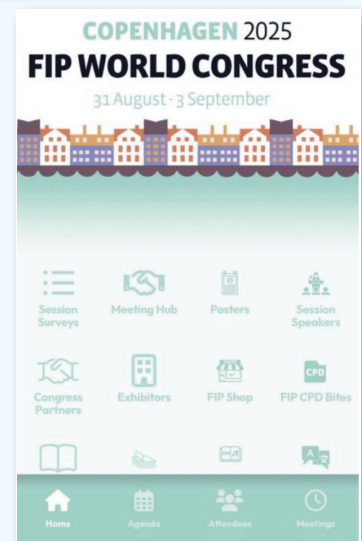 COPENHAGEN 2025
FIP WORLD CONGRESS
31 August - 3 September
Session Surveys
Meeting Hub
Posters
Session Speakers
Congress Partners
Exhibitors
FIP Shop
CPD
FIP CPD Bites
A
Home
Agenda
Attendees
Meetings